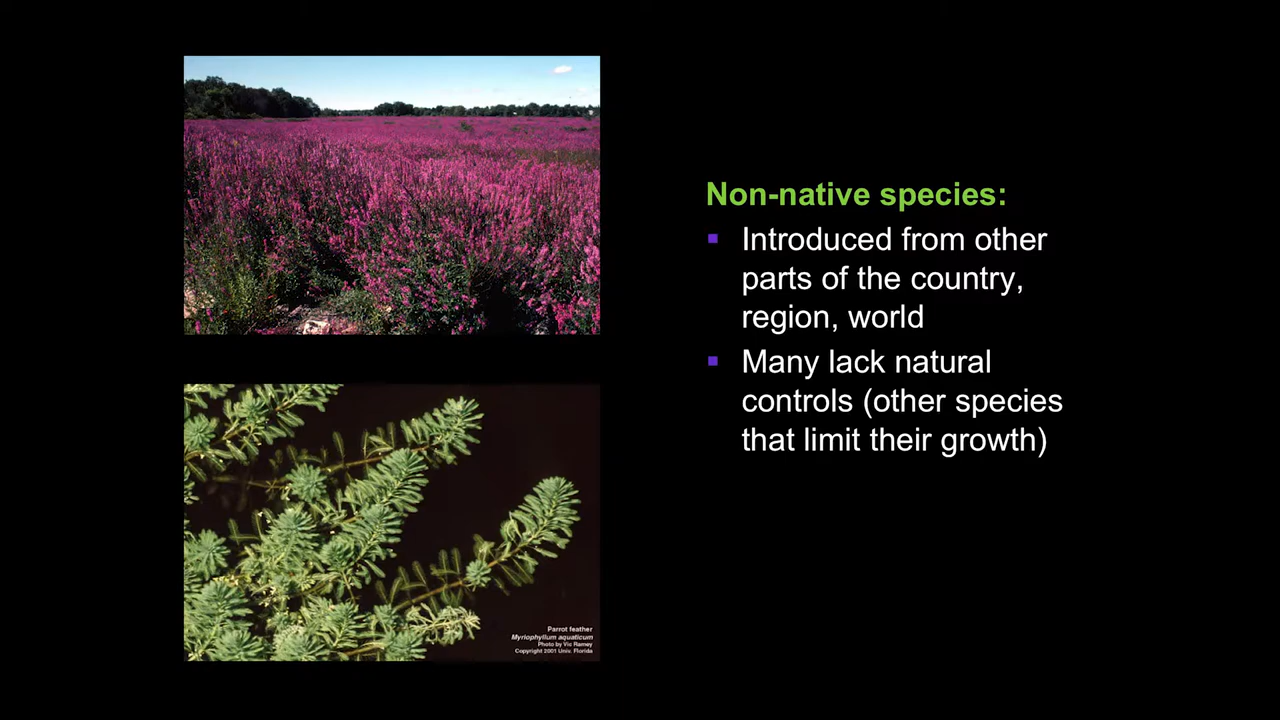 Non-native species:
Introduced from other
parts of the country,
region, world
Many lack natural
controls (other species
that limit their growth)
Parrot feather
Myriophyllum aquaticum
Photo by Vic Ramey
Copyright 2001 Univ. Florida